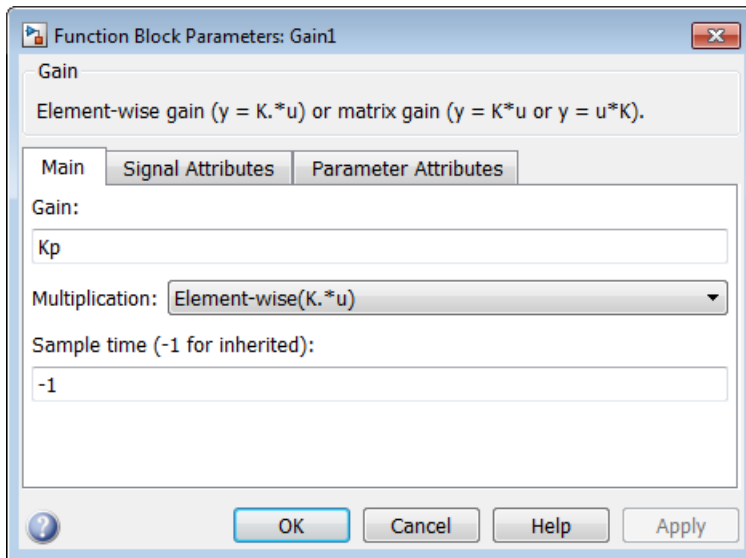 Function Block Parameters: Gain1
Gain
Element-wise gain (y = K.*u) or matrix gain (y = K*u or y = u*K).
Main Signal Attributes Parameter Attributes
Gain:
Kp
Multiplication: Element-wise(K.*u)
Sample time (-1 for inherited):
-1
OK Cancel Help Apply